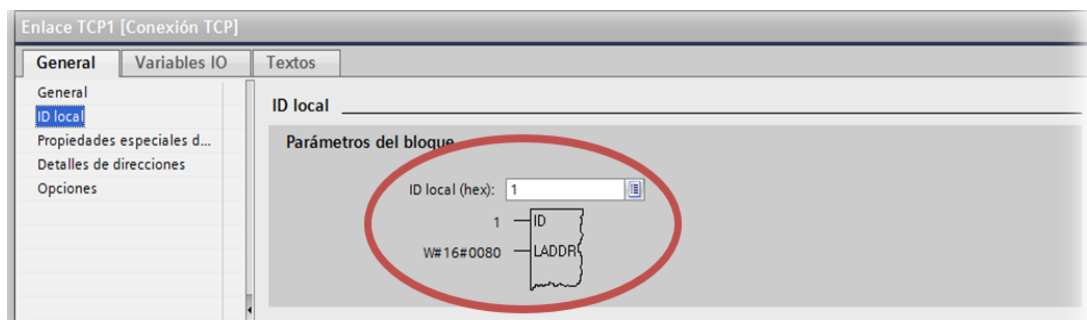 Enlace TCP1 [Conexión TCP]
General Variables IO Textos
General
ID local
Propiedades especiales d...
Detalles de direcciones
Opciones
ID local
Parámetros del bloque
ID local (hex): 1
1 ID
W#16#0080 LADDR